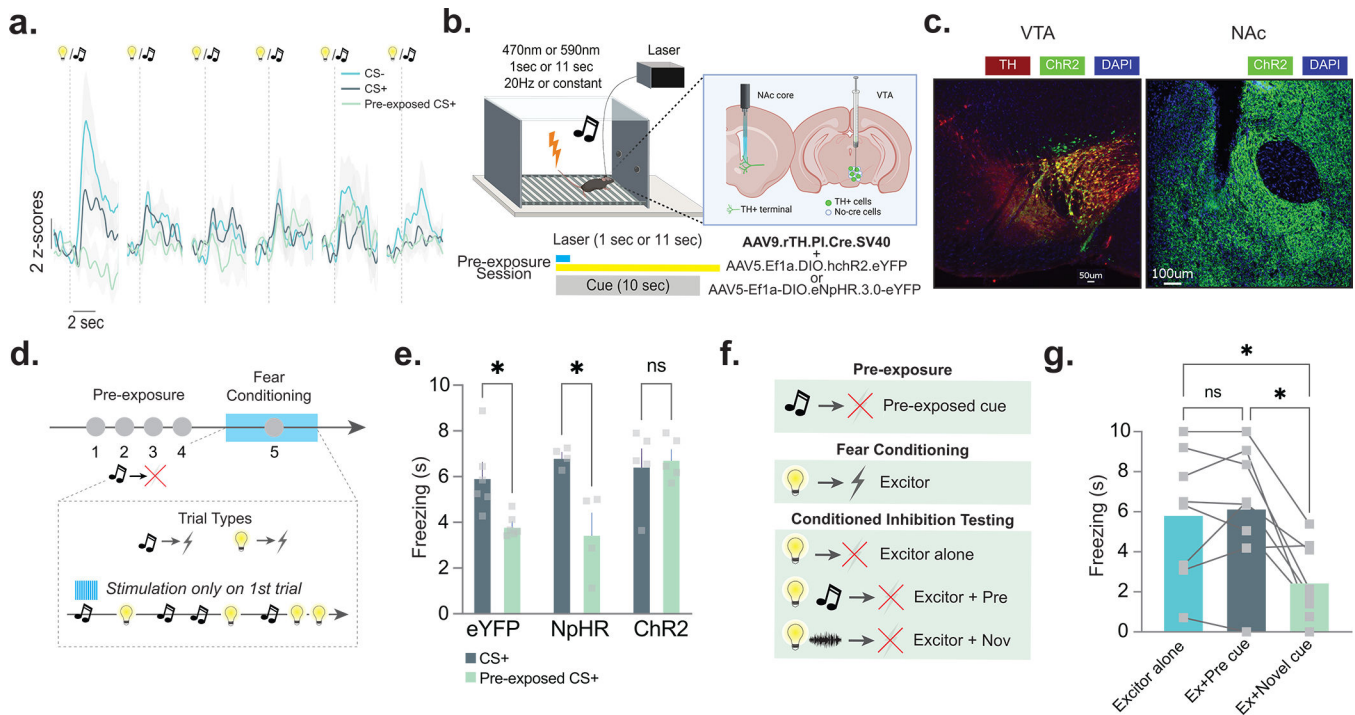 a.
CS-
CS+
Pre-exposed CS+
2 z-scores
2 sec
b.
470nm or 590nm
1sec or 11 sec
20Hz or constant
Laser
NAc core
VTA
TH+ terminal
TH+ cells
No-cre cells
Laser (1 sec or 11 sec)
Pre-exposure
Session
Cue (10 sec)
AAV9.rTH.PI.Cre.SV40
+
AAV5.Ef1a.DIO.hchR2.eYFP
or
AAV5-Ef1a-DIO.eNpHR.3.0-eYFP
c.
VTA
NAc
TH
ChR2
DAPI
ChR2
DAPI
50um
100um
d.
Pre-exposure
Fear
Conditioning
1
2
3
4
5
Trial Types
Stimulation only on 1st trial
e.
*
*
ns
Freezing (s)
10
8
6
4
2
0
eYFP
NpHR
ChR2
CS+
Pre-exposed CS+
f.
Pre-exposure
Pre-exposed cue
Fear Conditioning
Excitor
Conditioned Inhibition Testing
Excitor alone
Excitor + Pre
Excitor + Nov
g.
*
ns
*
Freezing (s)
10
8
6
4
2
0
Excitor alone
Ex+Pre cue
Ex+Novel cue